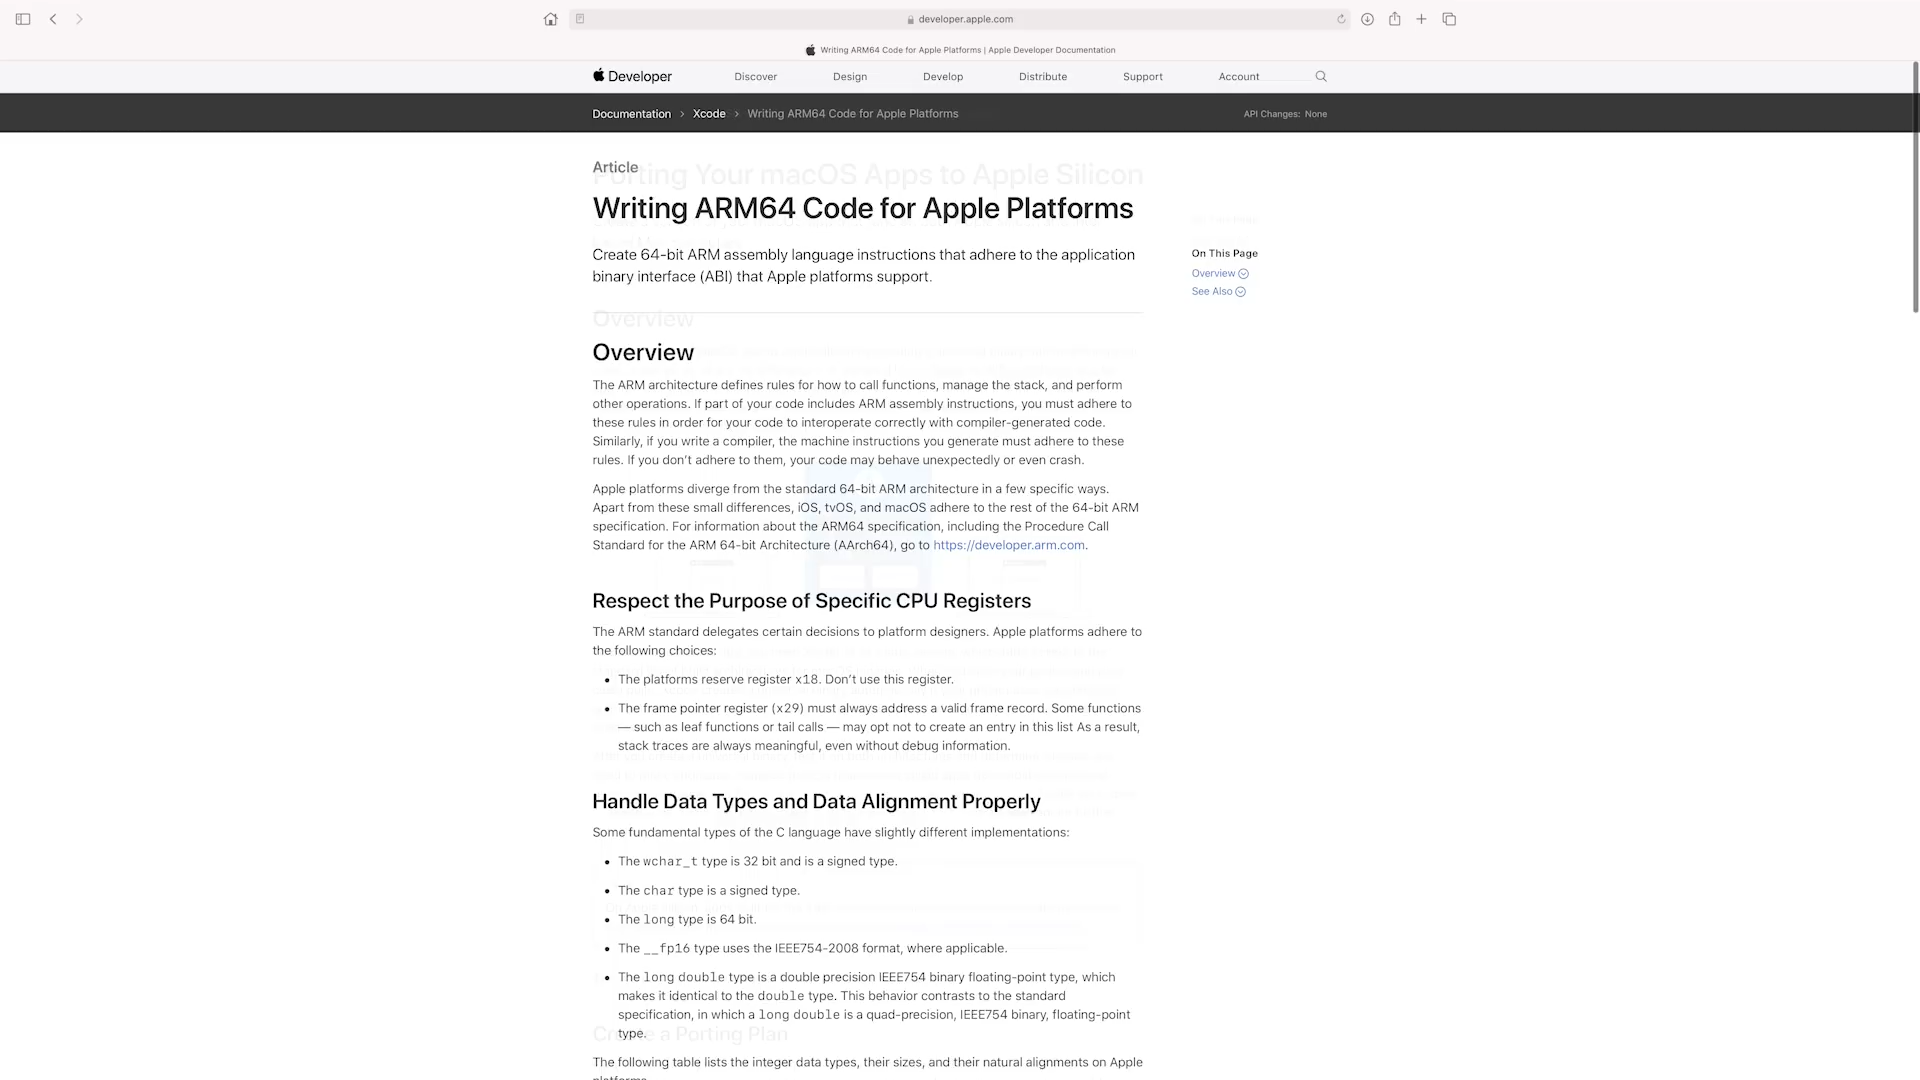 developer.apple.com
Writing ARM64 Code for Apple Platforms | Apple Developer Documentation
Developer Discover Design Develop Distribute Support Account
Documentation > Xcode > Writing ARM64 Code for Apple Platforms API Changes: None
Article
Porting Your macOS Apps to Apple Silicon
Writing ARM64 Code for Apple Platforms
On This Page
Create 64-bit ARM assembly language instructions that adhere to the application
binary interface (ABI) that Apple platforms support.
On This Page
Overview
See Also
Overview
Overview
The ARM architecture defines rules for how to call functions, manage the stack, and perform
other operations. If part of your code includes ARM assembly instructions, you must adhere to
these rules in order for your code to interoperate correctly with compiler-generated code.
Similarly, if you write a compiler, the machine instructions you generate must adhere to these
rules. If you don’t adhere to them, your code may behave unexpectedly or even crash.
Apple platforms diverge from the standard 64-bit ARM architecture in a few specific ways.
Apart from these small differences, iOS, tvOS, and macOS adhere to the rest of the 64-bit ARM
specification. For information about the ARM64 specification, including the Procedure Call
Standard for the ARM 64-bit Architecture (AArch64), go to https://developer.arm.com.
Respect the Purpose of Specific CPU Registers
The ARM standard delegates certain decisions to platform designers. Apple platforms adhere to
the following choices:
• The platforms reserve register x18. Don’t use this register.
• The frame pointer register (x29) must always address a valid frame record. Some functions
— such as leaf functions or tail calls — may opt not to create an entry in this list As a result,
stack traces are always meaningful, even without debug information.
Handle Data Types and Data Alignment Properly
Some fundamental types of the C language have slightly different implementations:
• The wchar_t type is 32 bit and is a signed type.
• The char type is a signed type.
• The long type is 64 bit.
• The __fp16 type uses the IEEE754-2008 format, where applicable.
• The long double type is a double precision IEEE754 binary floating-point type, which
makes it identical to the double type. This behavior contrasts to the standard
specification, in which a long double is a quad-precision, IEEE754 binary, floating-point
type.
Create a Porting Plan
The following table lists the integer data types, their sizes, and their natural alignments on Apple
platforms.